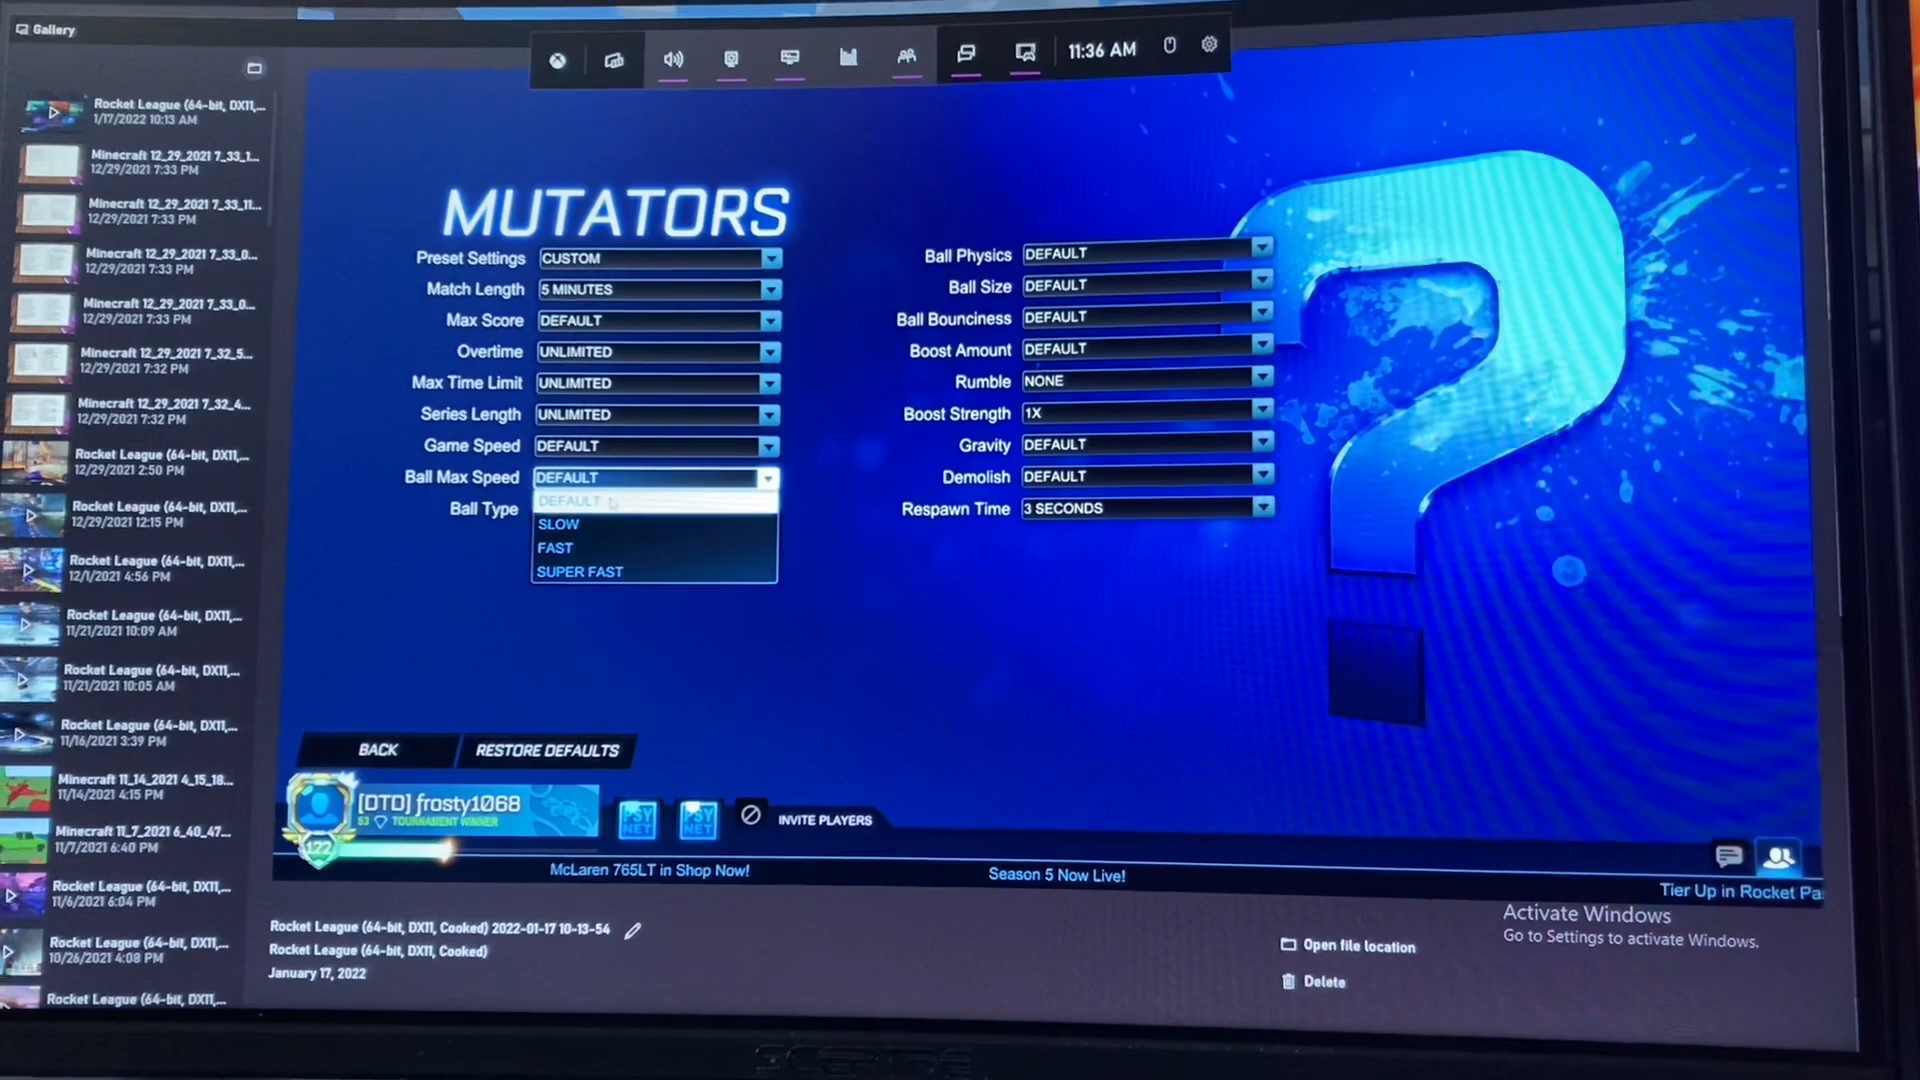 Gallery
11:36 AM
Rocket League (64-bit, DX11,...
1/17/2022 10:13 AM
Minecraft 12_29_2021 7_33_1...
12/29/2021 7:33 PM
Minecraft 12_29_2021 7_33_11...
12/29/2021 7:33 PM
Minecraft 12_29_2021 7_33_0...
12/29/2021 7:33 PM
Minecraft 12_29_2021 7_33_0...
12/29/2021 7:33 PM
Minecraft 12_29_2021 7_32_5...
12/29/2021 7:32 PM
Minecraft 12_29_2021 7_32_4...
12/29/2021 7:32 PM
Rocket League (64-bit, DX11,...
12/29/2021 2:50 PM
Rocket League (64-bit, DX11,...
12/29/2021 12:15 PM
Rocket League (64-bit, DX11,...
12/1/2021 4:56 PM
Rocket League (64-bit, DX11,...
11/21/2021 10:09 AM
Rocket League (64-bit, DX11,...
11/21/2021 10:05 AM
Rocket League (64-bit, DX11,...
11/16/2021 3:39 PM
Minecraft 11_14_2021 4_15_18...
11/14/2021 4:15 PM
Minecraft 11_7_2021 6_40_47...
11/7/2021 6:40 PM
Rocket League (64-bit, DX11,...
11/6/2021 6:04 PM
Rocket League (64-bit, DX11,...
10/26/2021 4:08 PM
Rocket League (64-bit, DX11,...
MUTATORS
Preset Settings CUSTOM
Match Length 5 MINUTES
Max Score DEFAULT
Overtime UNLIMITED
Max Time Limit UNLIMITED
Series Length UNLIMITED
Game Speed DEFAULT
Ball Max Speed DEFAULT
Ball Type DEFAULT
SLOW
FAST
SUPER FAST
Ball Physics DEFAULT
Ball Size DEFAULT
Ball Bounciness DEFAULT
Boost Amount DEFAULT
Rumble NONE
Boost Strength 1X
Gravity DEFAULT
Demolish DEFAULT
Respawn Time 3 SECONDS
BACK
RESTORE DEFAULTS
[DTD] frosty1068
S3 TOURNAMENT WINNER
122
PSY
NET
PSY
NET
INVITE PLAYERS
McLaren 765LT in Shop Now!
Season 5 Now Live!
Tier Up in Rocket Pa
Rocket League (64-bit, DX11, Cooked) 2022-01-17 10-13-54
Rocket League (64-bit, DX11, Cooked)
January 17, 2022
Open file location
Delete
Activate Windows
Go to Settings to activate Windows.
SCEPTRE